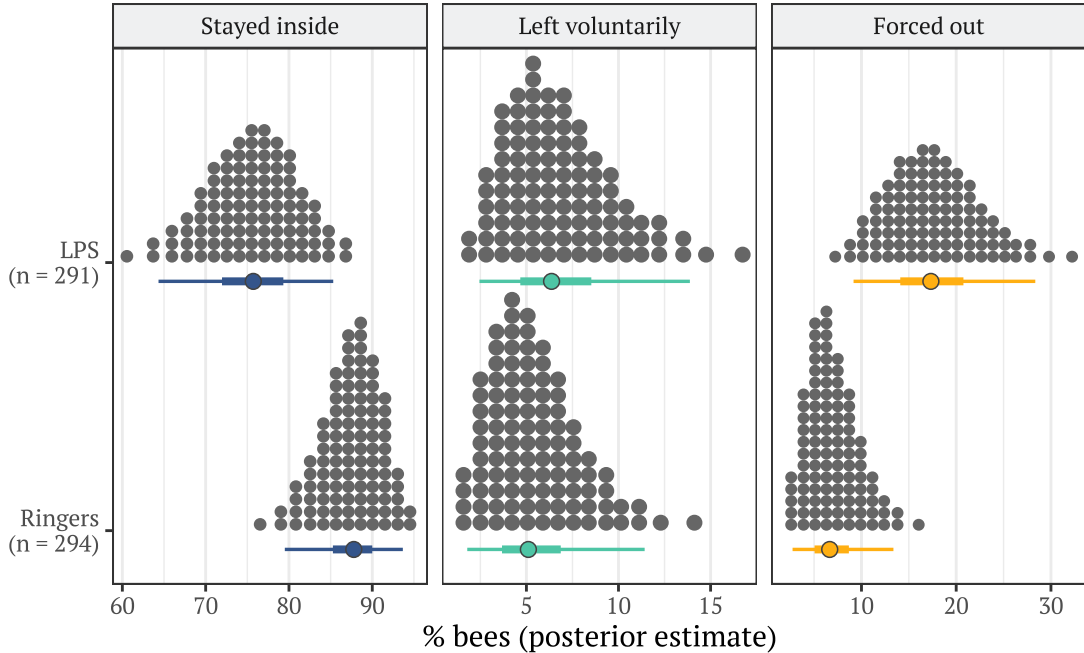 Stayed inside
Left voluntarily
Forced out
LPS
(n = 291)
Ringers
(n = 294)
60 70 80 90
5 10 15
10 20 30
% bees (posterior estimate)